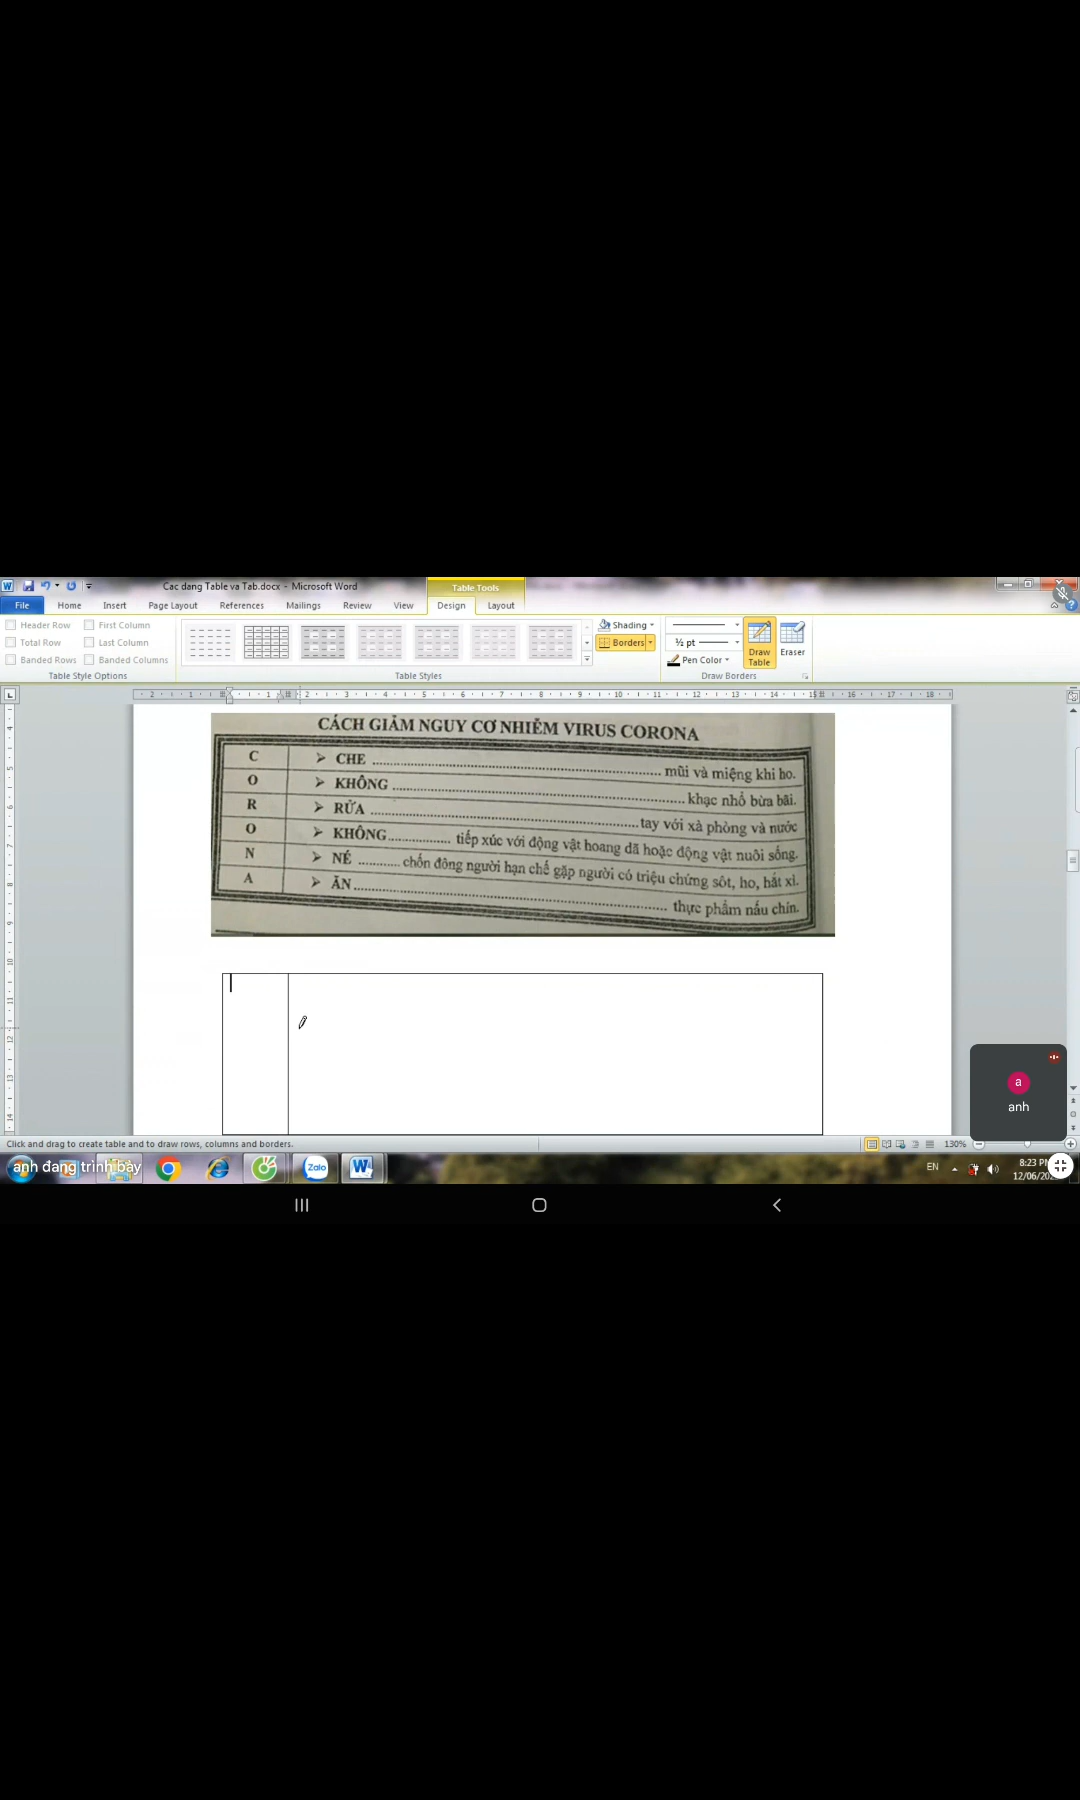 Cac dang Table va Tab.docx - Microsoft Word
Table Tools
File Home Insert Page Layout References Mailings Review View Design Layout
Header Row First Column
Total Row Last Column
Banded Rows Banded Columns
Table Style Options
Table Styles
Shading
Borders
½ pt
Pen Color
Draw Table
Eraser
Draw Borders
CÁCH GIẢM NGUY CƠ NHIỄM VIRUS CORONA
C ➢ CHE ........ mũi và miệng khi ho.
O ➢ KHÔNG ........ khạc nhổ bừa bãi.
R ➢ RỬA ........ tay với xà phòng và nước
O ➢ KHÔNG ........ tiếp xúc với động vật hoang dã hoặc động vật nuôi sống.
N ➢ NÉ ........ chốn đông người hạn chế gặp người có triệu chứng sôt, ho, hắt xì.
A ➢ ĂN ........ thực phẩm nấu chín.
a
anh
Click and drag to create table and to draw rows, columns and borders.
130%
anh đang trình bày
Zalo
EN
8:23 PM
12/06/20